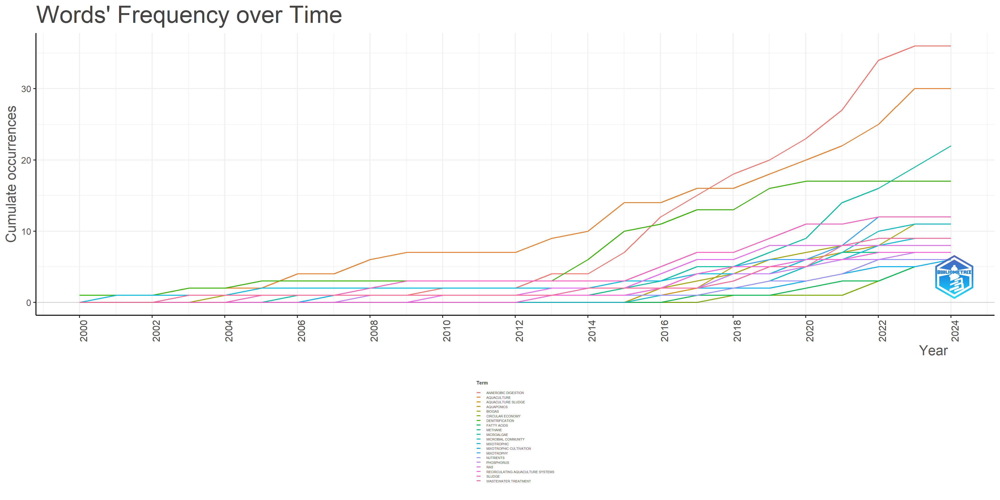 Words' Frequency over Time
Cumulate occurrences
30
20
10
0
2000
2002
2004
2006
2008
2010
2012
2014
2016
2018
2020
2022
2024
Year
BIBLIOMETRIX
Term
ANAEROBIC DIGESTION
AQUACULTURE
AQUACULTURE SLUDGE
AQUAPONICS
BIOGAS
CIRCULAR ECONOMY
DENITRIFICATION
FATTY ACIDS
METHANE
MICROALGAE
MICROBIAL COMMUNITY
MIXOTROPHIC
MIXOTROPHIC CULTIVATION
MIXOTROPHY
NUTRIENTS
PHOSPHORUS
RAS
RECIRCULATING AQUACULTURE SYSTEMS
SLUDGE
WASTEWATER TREATMENT